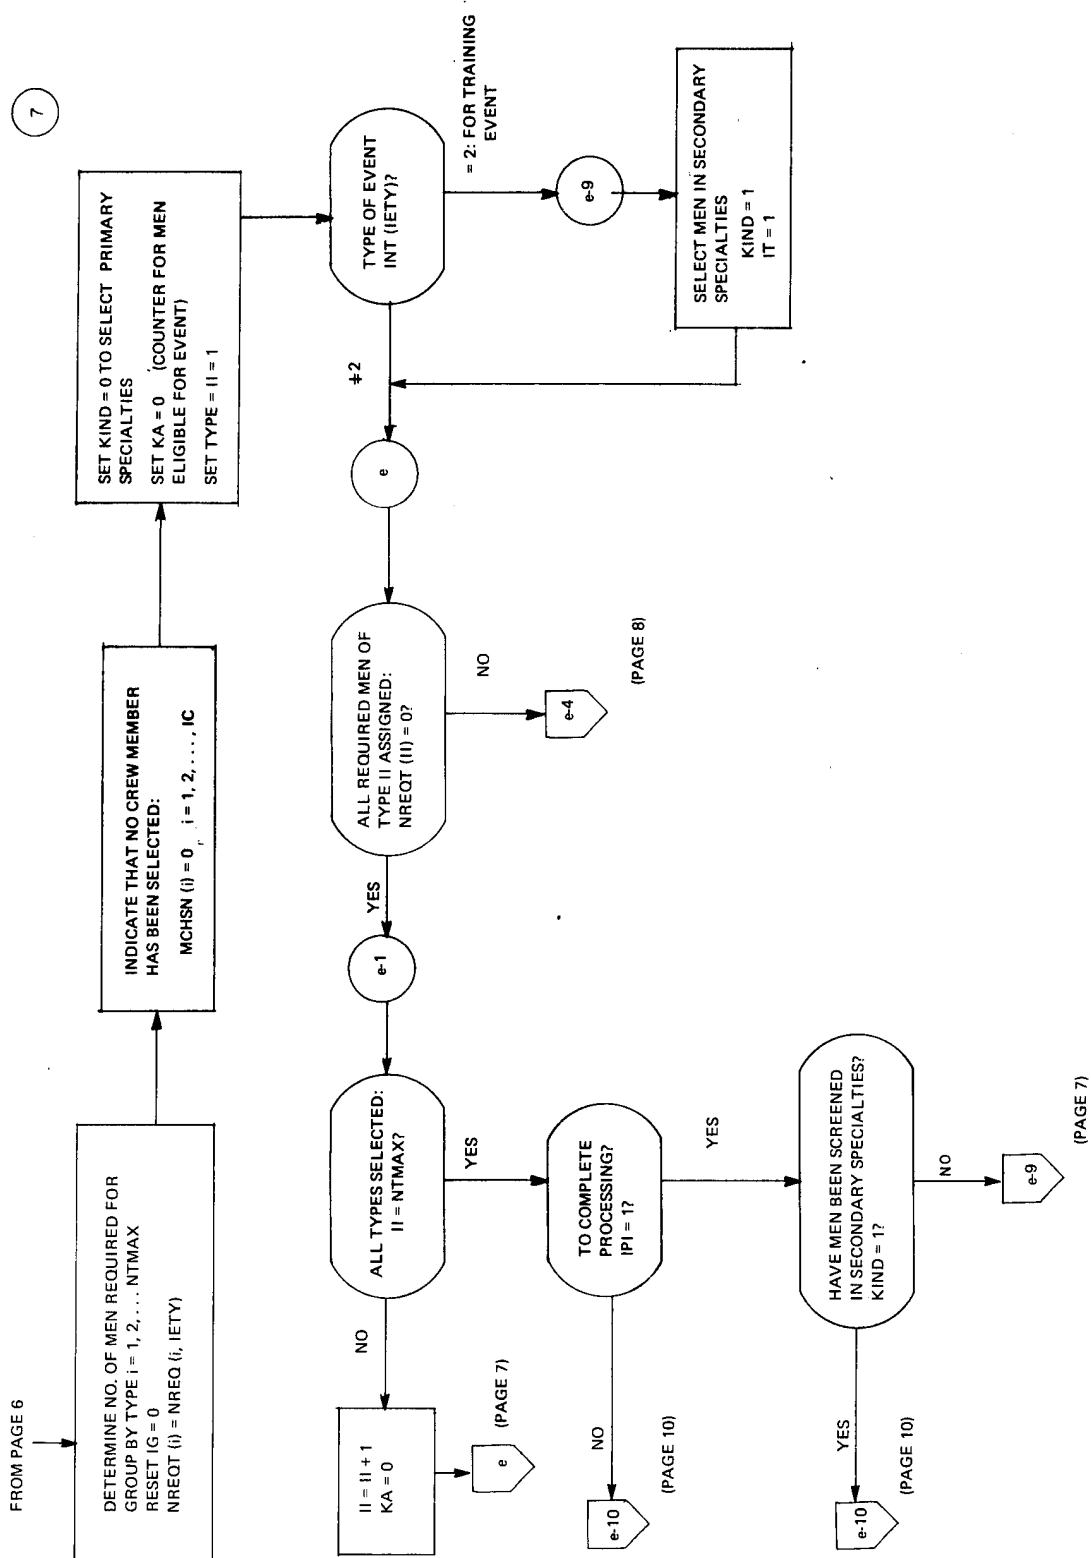 7
FROM PAGE 6
DETERMINE NO. OF MEN REQUIRED FOR
GROUP BY TYPE i = 1, 2, . . . NTMAX
RESET IG = 0
NREQT (i) = NREQ (i, IETY)
INDICATE THAT NO CREW MEMBER
HAS BEEN SELECTED:
MCHSN (i) = 0, i = 1, 2, . . . , IC
SET KIND = 0 TO SELECT PRIMARY
SPECIALTIES
SET KA = 0 (COUNTER FOR MEN
ELIGIBLE FOR EVENT)
SET TYPE = II = 1
TYPE OF EVENT
INT (IETY)?
= 2: FOR TRAINING
EVENT
≠ 2
e-9
SELECT MEN IN SECONDARY
SPECIALTIES
KIND = 1
IT = 1
e
ALL REQUIRED MEN OF
TYPE II ASSIGNED:
NREQT (II) = 0?
NO
e-4
(PAGE 8)
YES
e-1
ALL TYPES SELECTED:
II = NTMAX?
NO
II = II + 1
KA = 0
e
(PAGE 7)
YES
TO COMPLETE
PROCESSING?
IPI = 1?
NO
e-10
(PAGE 10)
YES
HAVE MEN BEEN SCREENED
IN SECONDARY SPECIALTIES?
KIND = 1?
YES
e-10
(PAGE 10)
NO
e-9
(PAGE 7)